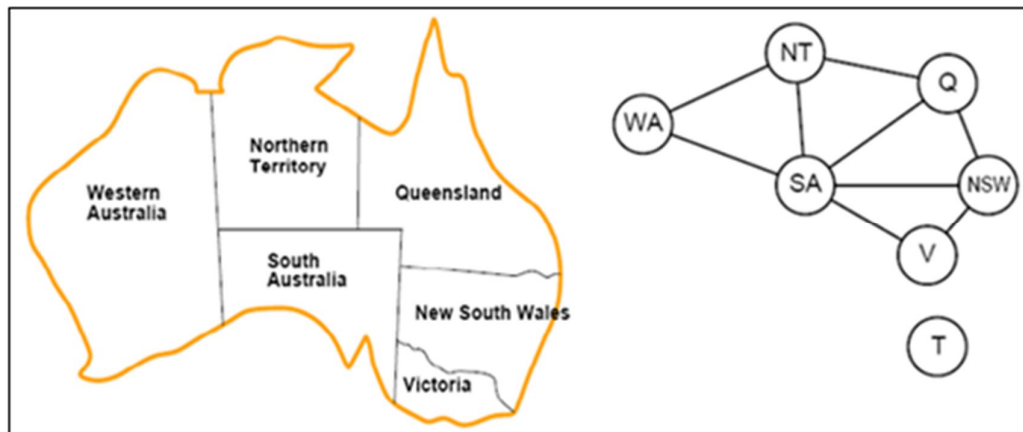 Northern
Territory
Western
Australia
Queensland
South
Australia
New South Wales
Victoria
NT
Q
WA
SA
NSW
V
T